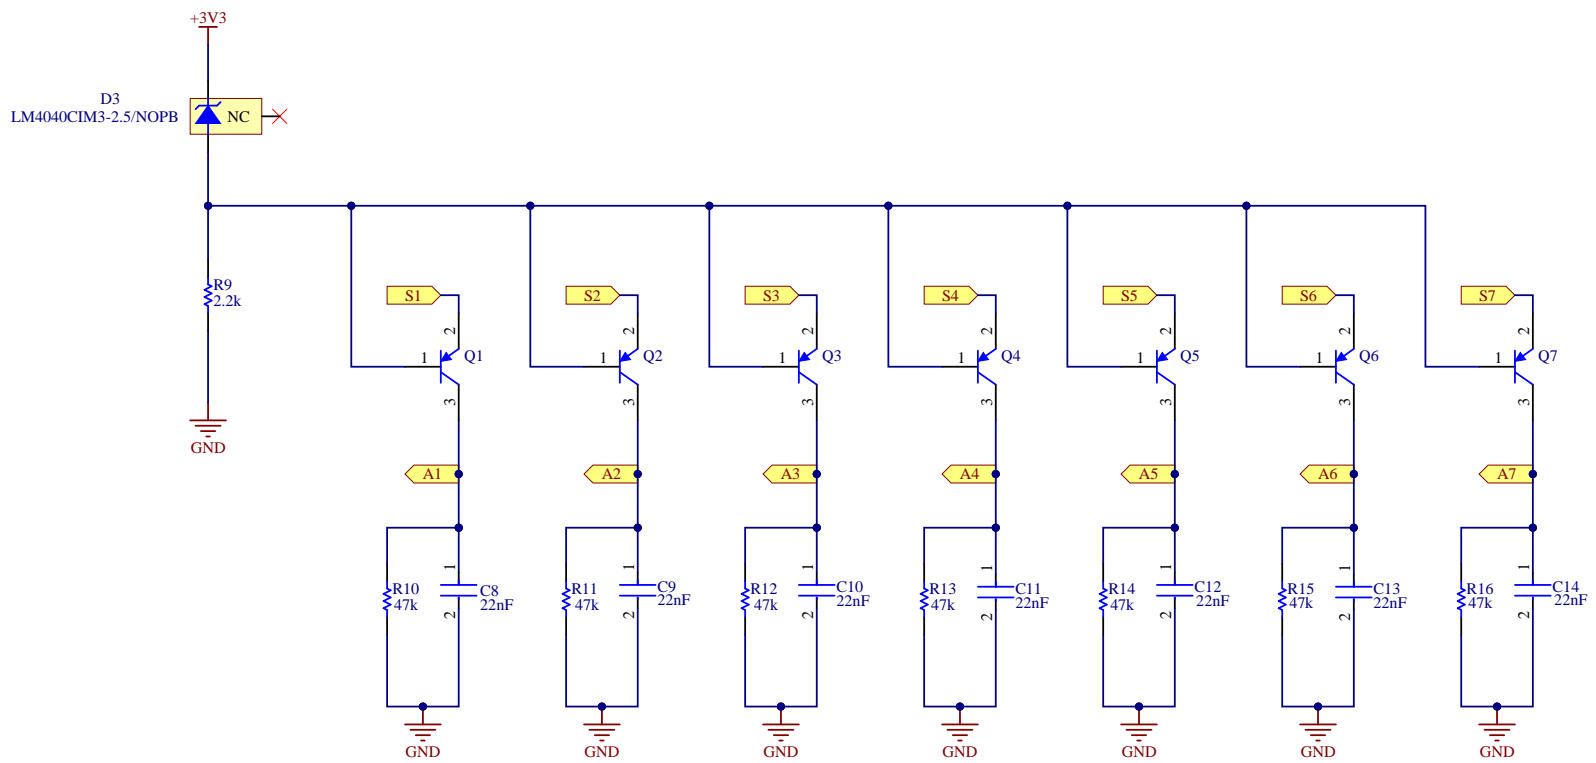 +3V3
D3
LM4040CIM3-2.5/NOPB
NC
R9
2.2k
GND
S1
S2
S3
S4
S5
S6
S7
2
2
2
2
2
2
2
1
Q1
1
Q2
1
Q3
1
Q4
1
Q5
1
Q6
1
Q7
3
3
3
3
3
3
3
A1
A2
A3
A4
A5
A6
A7
1
R10
47k
C8
22nF
2
1
R11
47k
C9
22nF
2
1
R12
47k
C10
22nF
2
1
R13
47k
C11
22nF
2
1
R14
47k
C12
22nF
2
1
R15
47k
C13
22nF
2
1
R16
47k
C14
22nF
2
GND
GND
GND
GND
GND
GND
GND